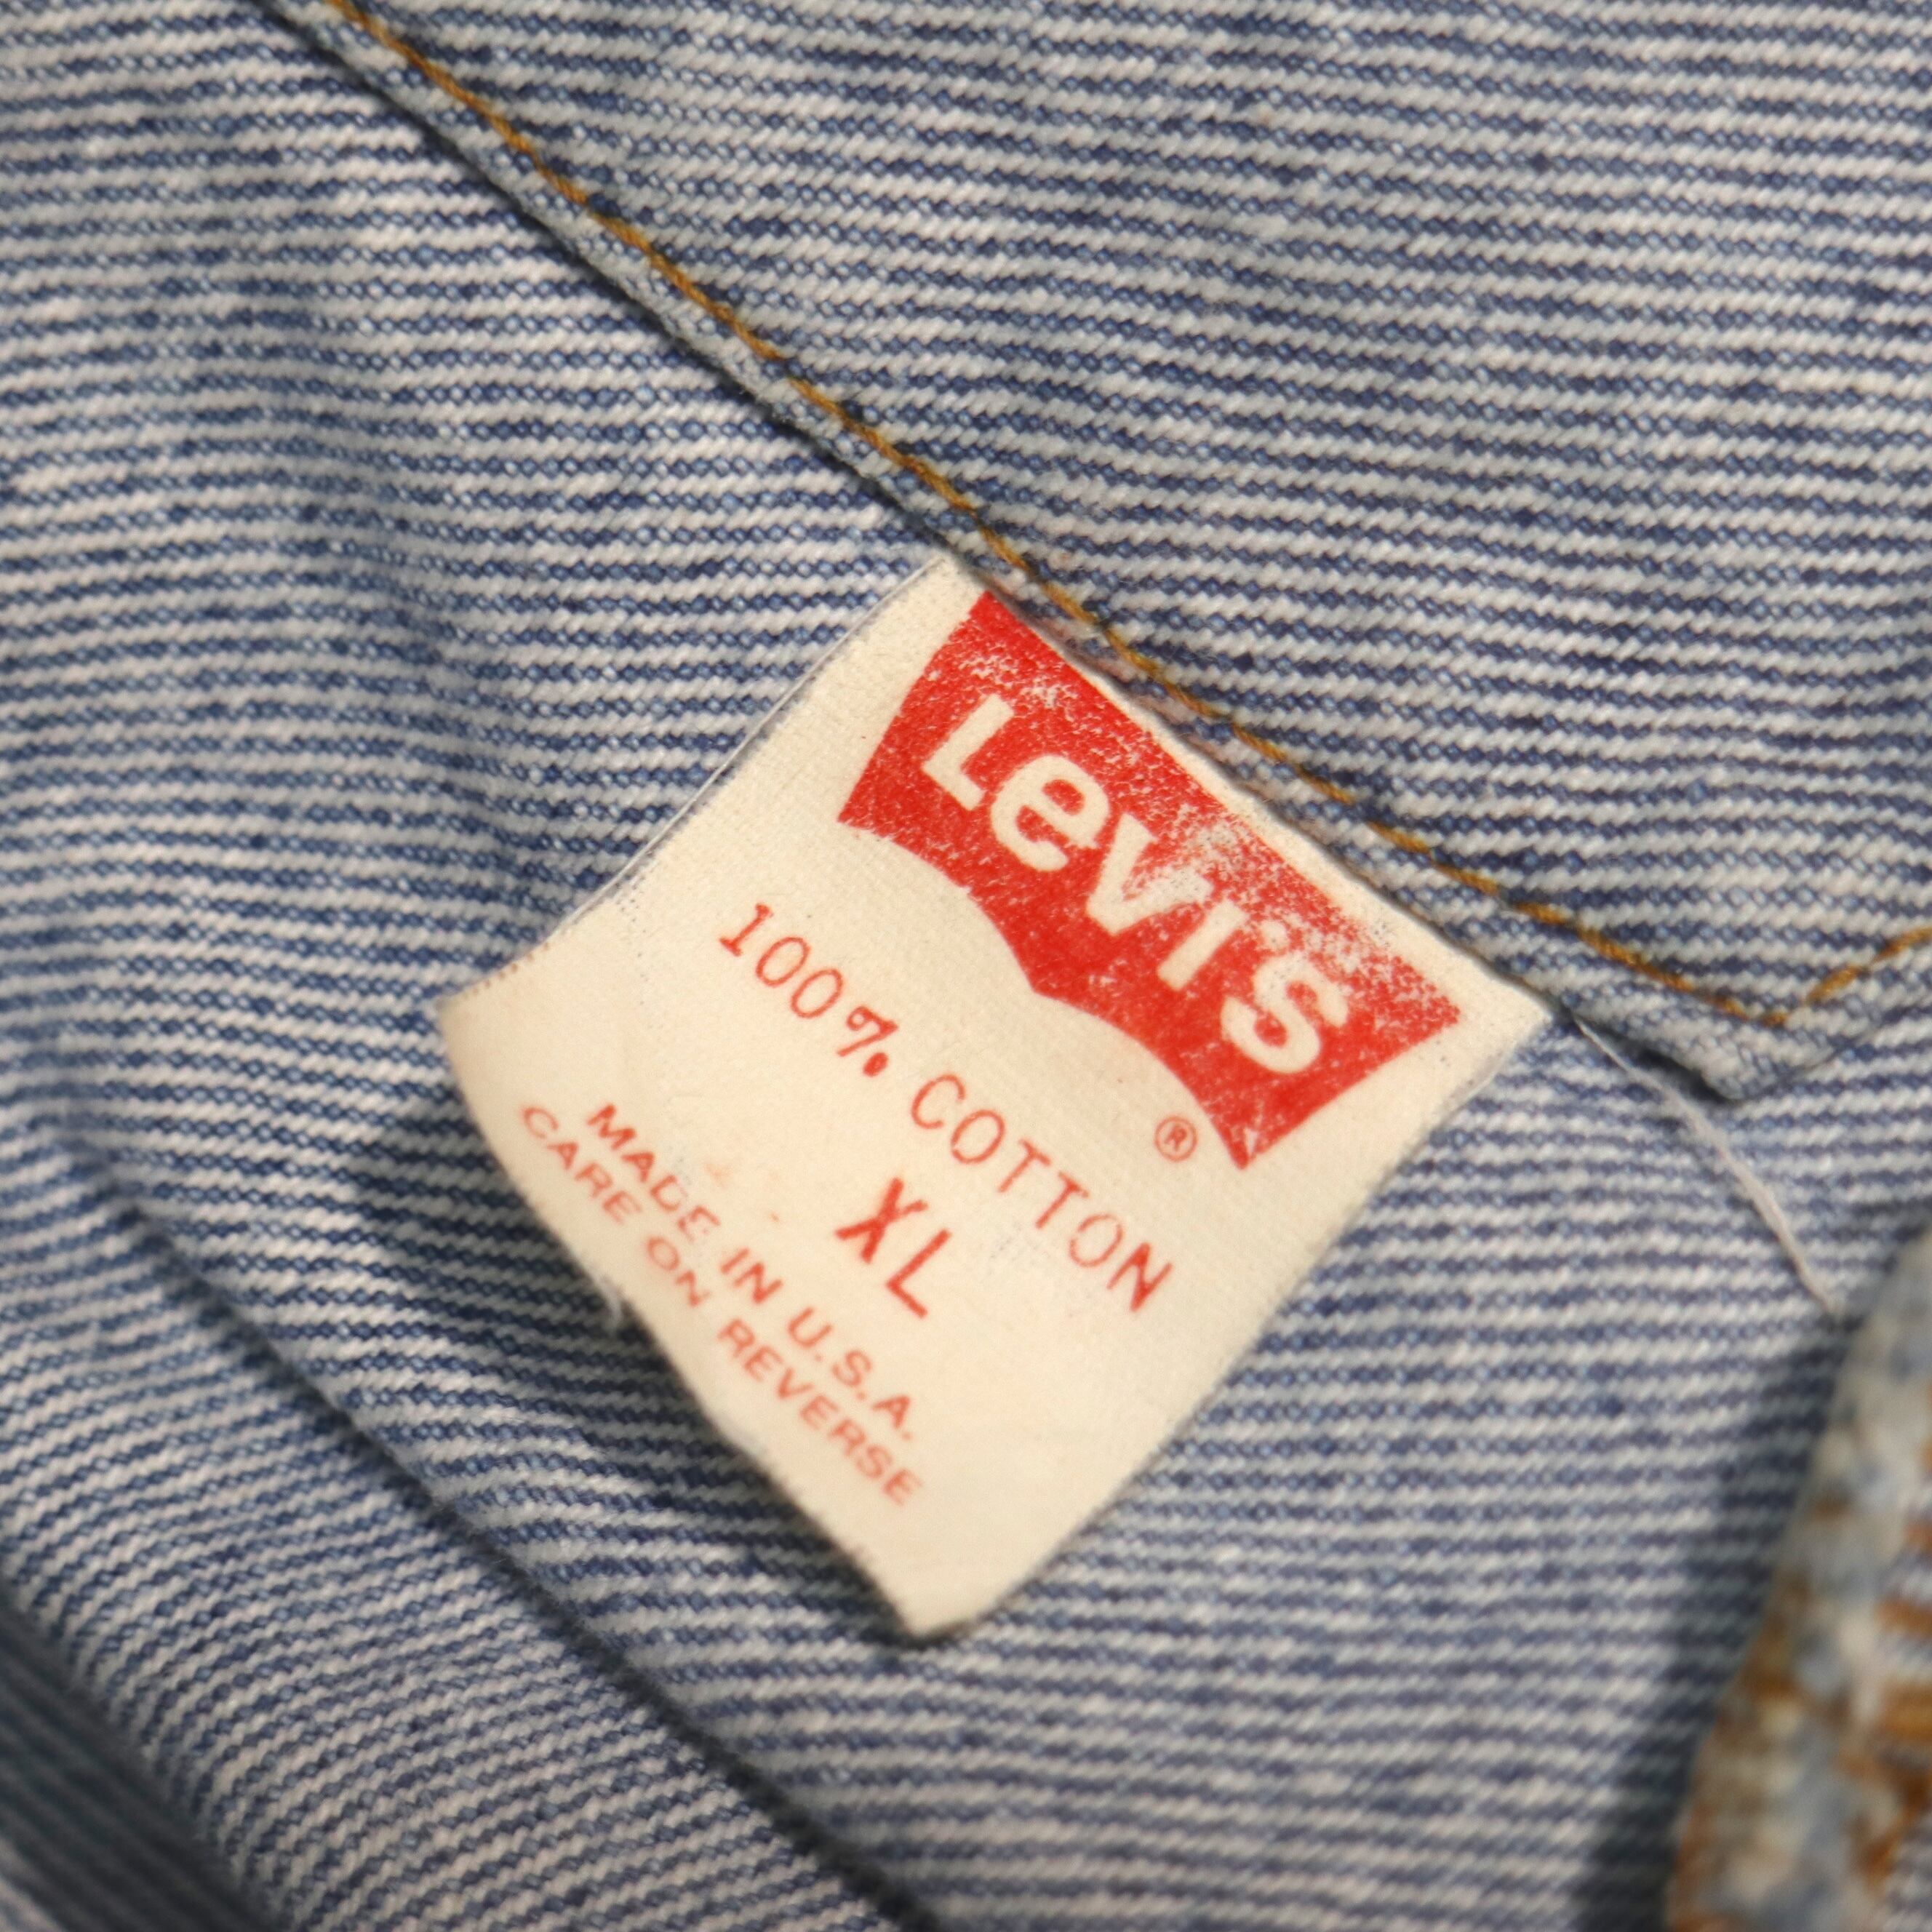 Levi's
®
100% COTTON
XL
MADE IN U.S.A.
CARE ON REVERSE